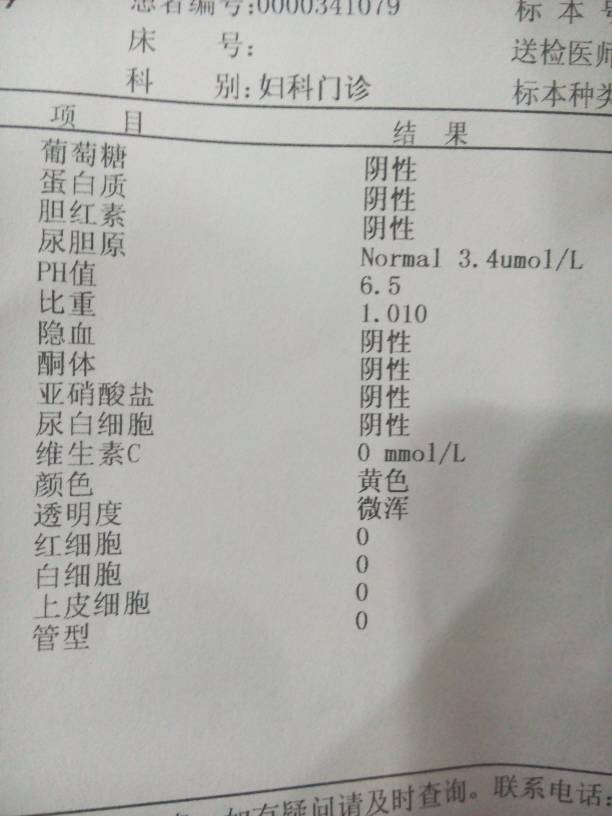 患者编号:0000341079 标本号
床 号: 送检医师
科 别:妇科门诊 标本种类
项 目 结 果
葡萄糖 阴性
蛋白质 阴性
胆红素 阴性
尿胆原 Normal 3.4umol/L
PH值 6.5
比重 1.010
隐血 阴性
酮体 阴性
亚硝酸盐 阴性
尿白细胞 阴性
维生素C 0 mmol/L
颜色 黄色
透明度 微浑
红细胞 0
白细胞 0
上皮细胞 0
管型 0
如有疑问请及时查询。联系电话: